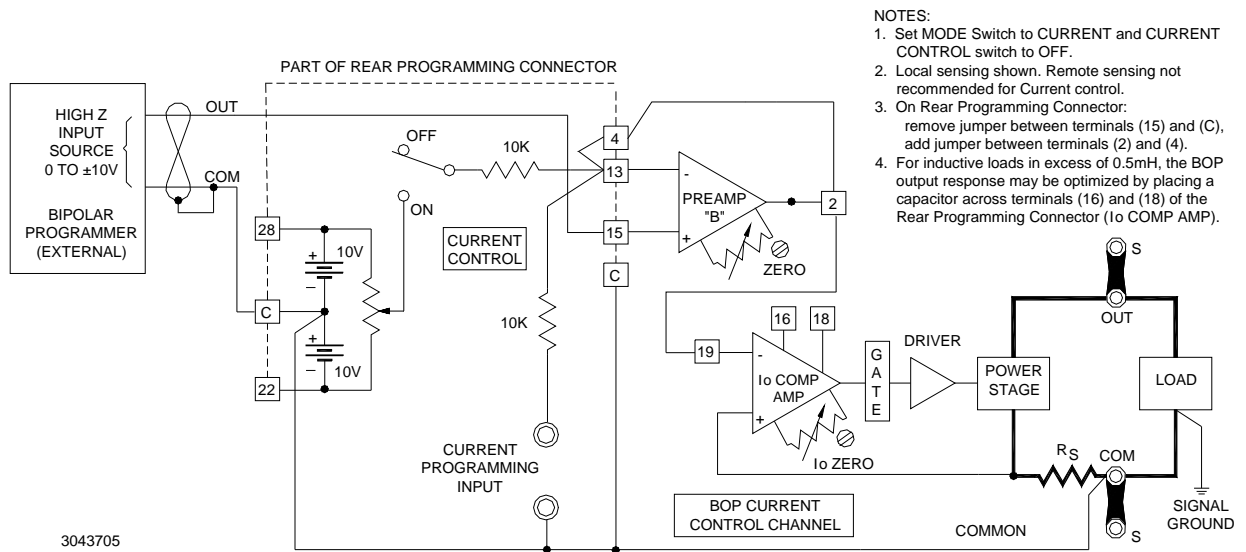 NOTES:
1. Set MODE Switch to CURRENT and CURRENT
CONTROL switch to OFF.
2. Local sensing shown. Remote sensing not
recommended for Current control.
3. On Rear Programming Connector:
remove jumper between terminals (15) and (C),
add jumper between terminals (2) and (4).
4. For inductive loads in excess of 0.5mH, the BOP
output response may be optimized by placing a
capacitor across terminals (16) and (18) of the
Rear Programming Connector (Io COMP AMP).
PART OF REAR PROGRAMMING CONNECTOR
HIGH Z
INPUT
SOURCE
0 TO ±10V
BIPOLAR
PROGRAMMER
(EXTERNAL)
OUT
COM
OFF
ON
10K
4
13
15
C
-
+
PREAMP
"B"
2
ZERO
28
+
10V
–
C
+
10V
–
22
CURRENT
CONTROL
10K
CURRENT
PROGRAMMING
INPUT
16
18
19
-
+
Io COMP
AMP
Io ZERO
G
A
T
E
DRIVER
POWER
STAGE
S
OUT
LOAD
RS
COM
S
SIGNAL
GROUND
BOP CURRENT
CONTROL CHANNEL
COMMON
3043705